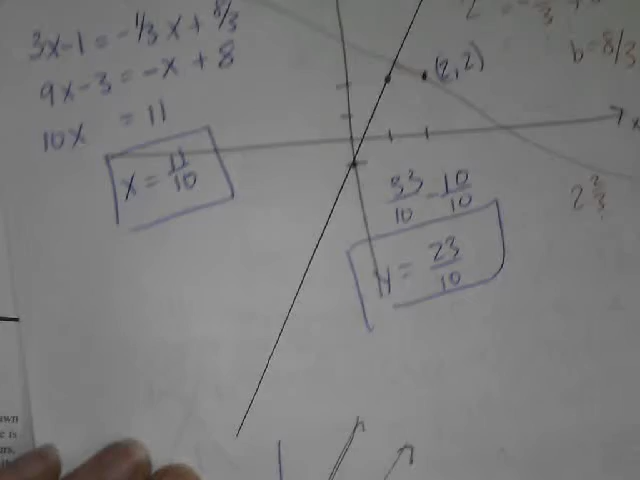 3x-1 = -1/3 x + 8/3
9x-3 = -x + 8
10x = 11
x = 11/10
(2,2)
b = 8/3
x
33/10 - 10/10
y = 23/10
2 2/3